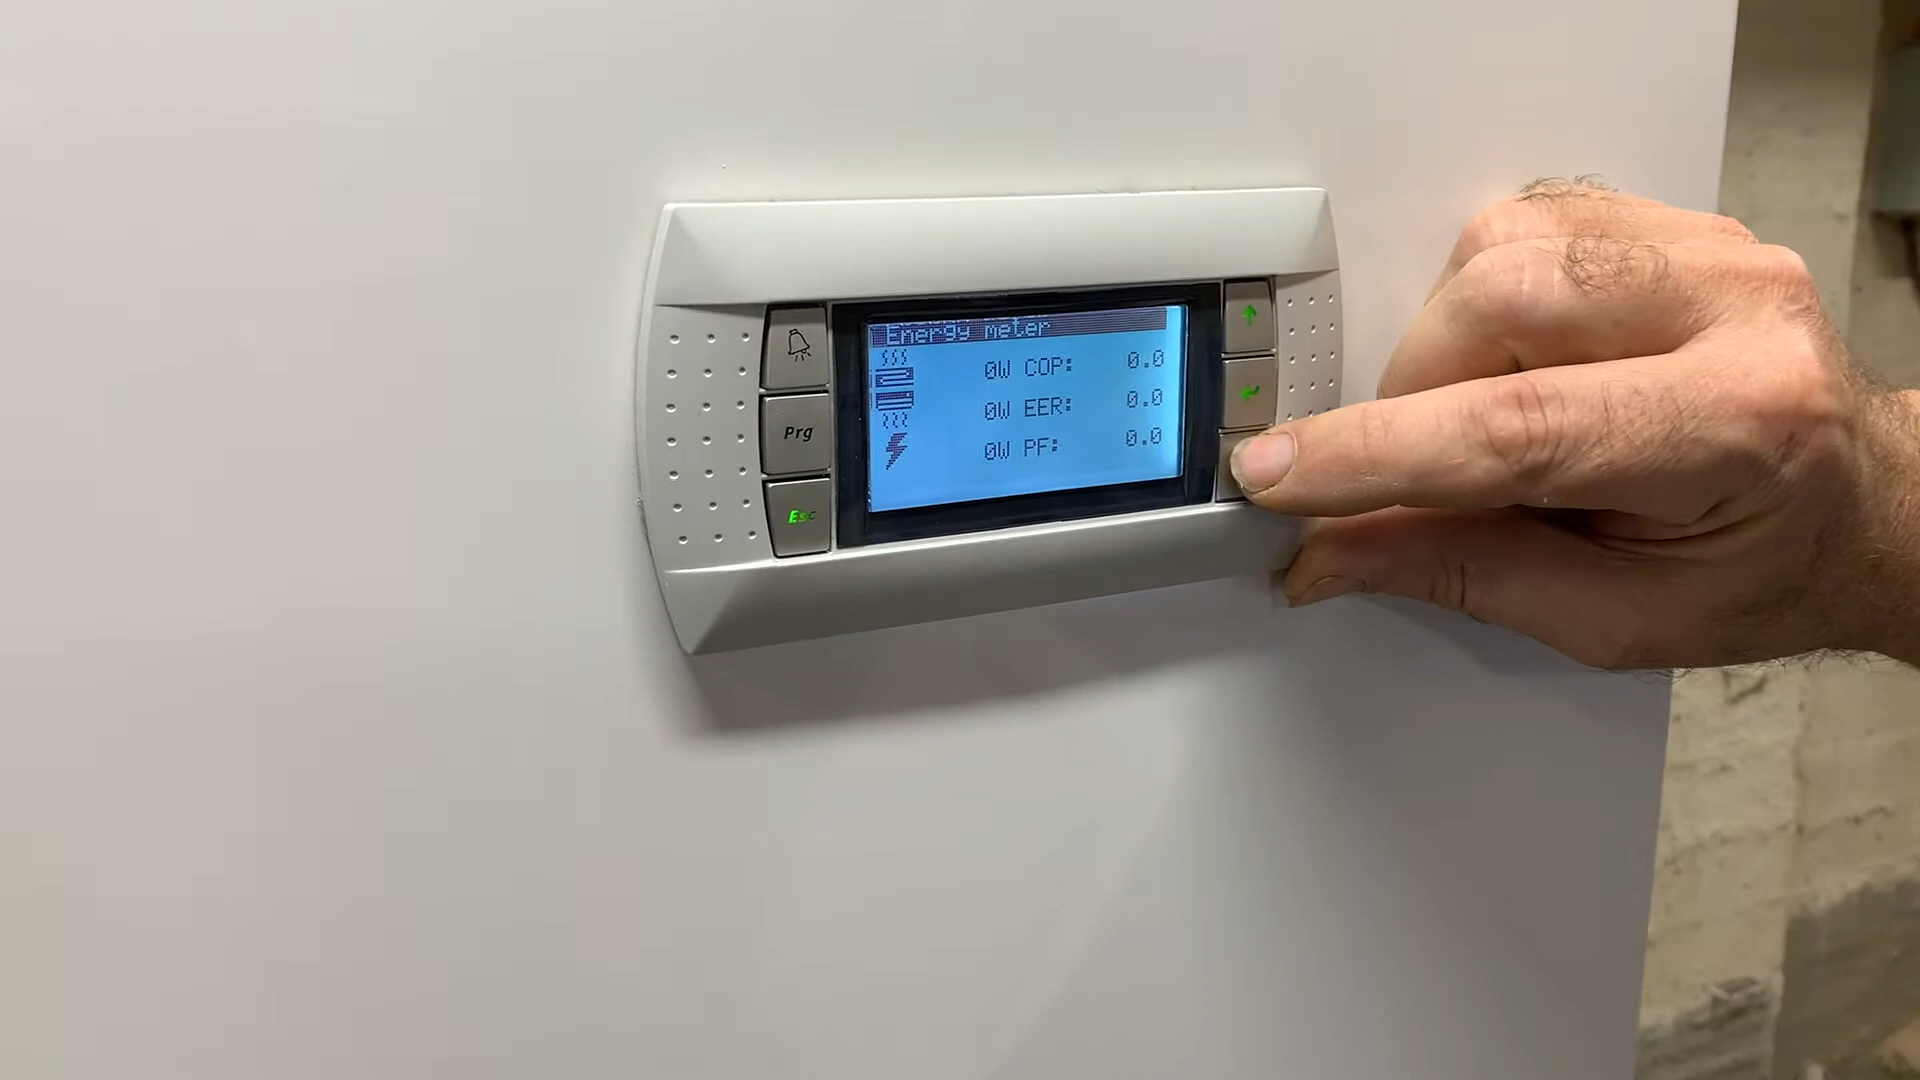 Energy meter
0W COP: 0.0
0W EER: 0.0
0W PF: 0.0
Prg
Esc